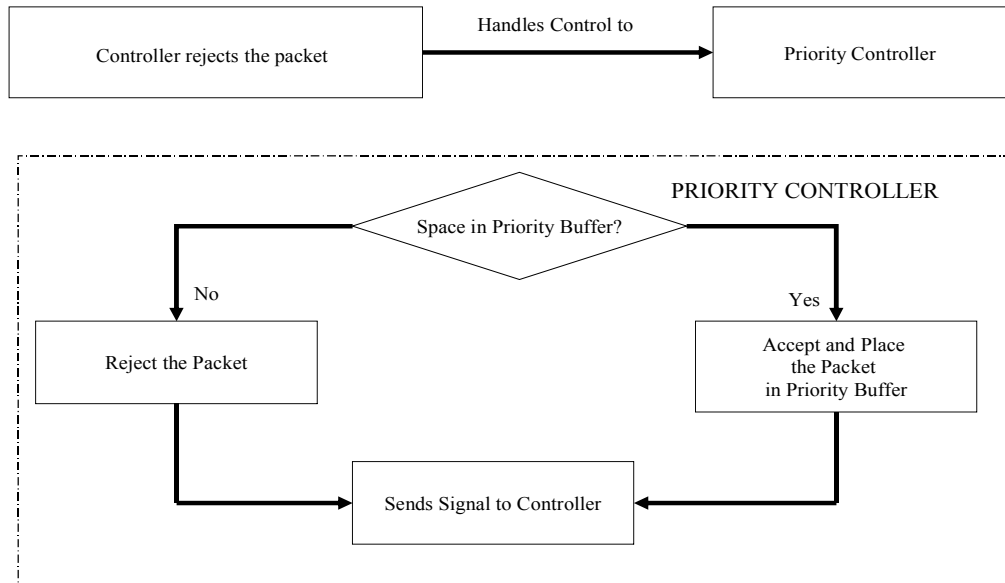 Handles Control to
Controller rejects the packet
Priority Controller
PRIORITY CONTROLLER
Space in Priority Buffer?
No
Yes
Reject the Packet
Accept and Place
the Packet
in Priority Buffer
Sends Signal to Controller